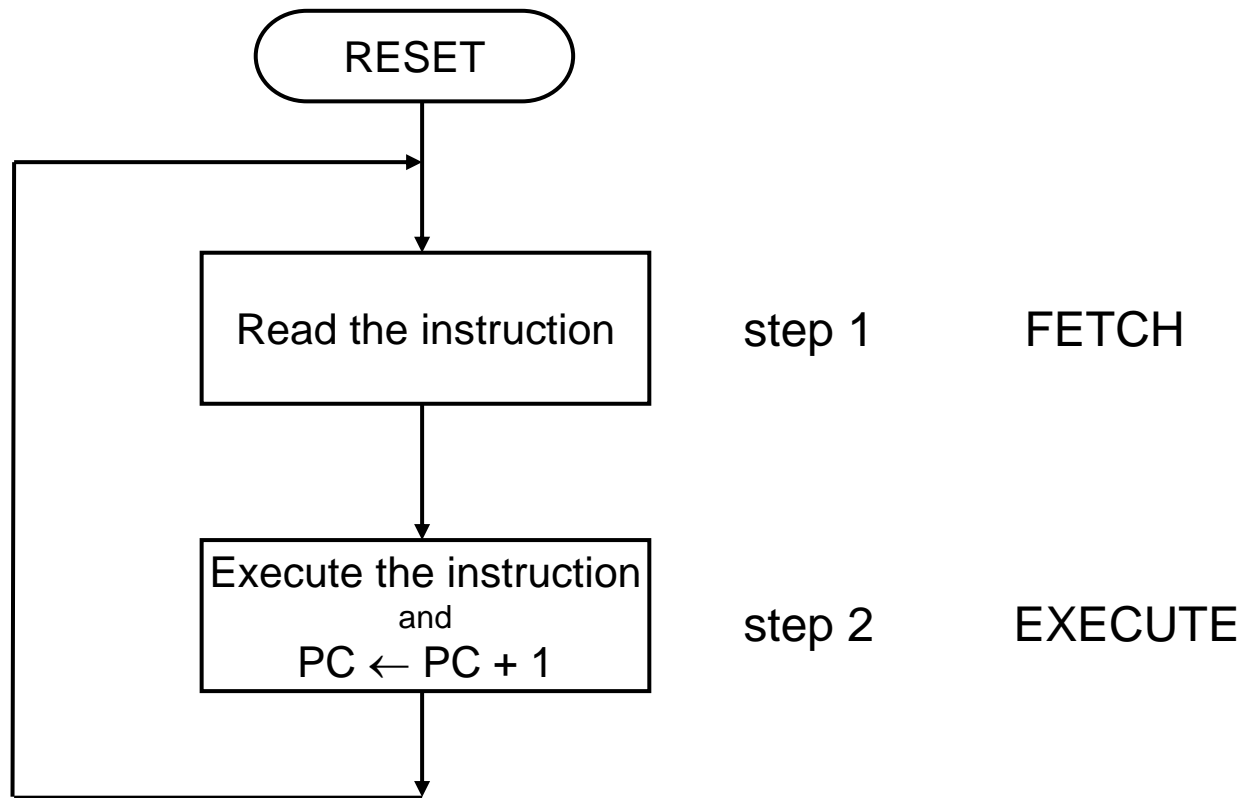 RESET
Read the instruction
step 1
FETCH
Execute the instruction
and
PC ← PC + 1
step 2
EXECUTE